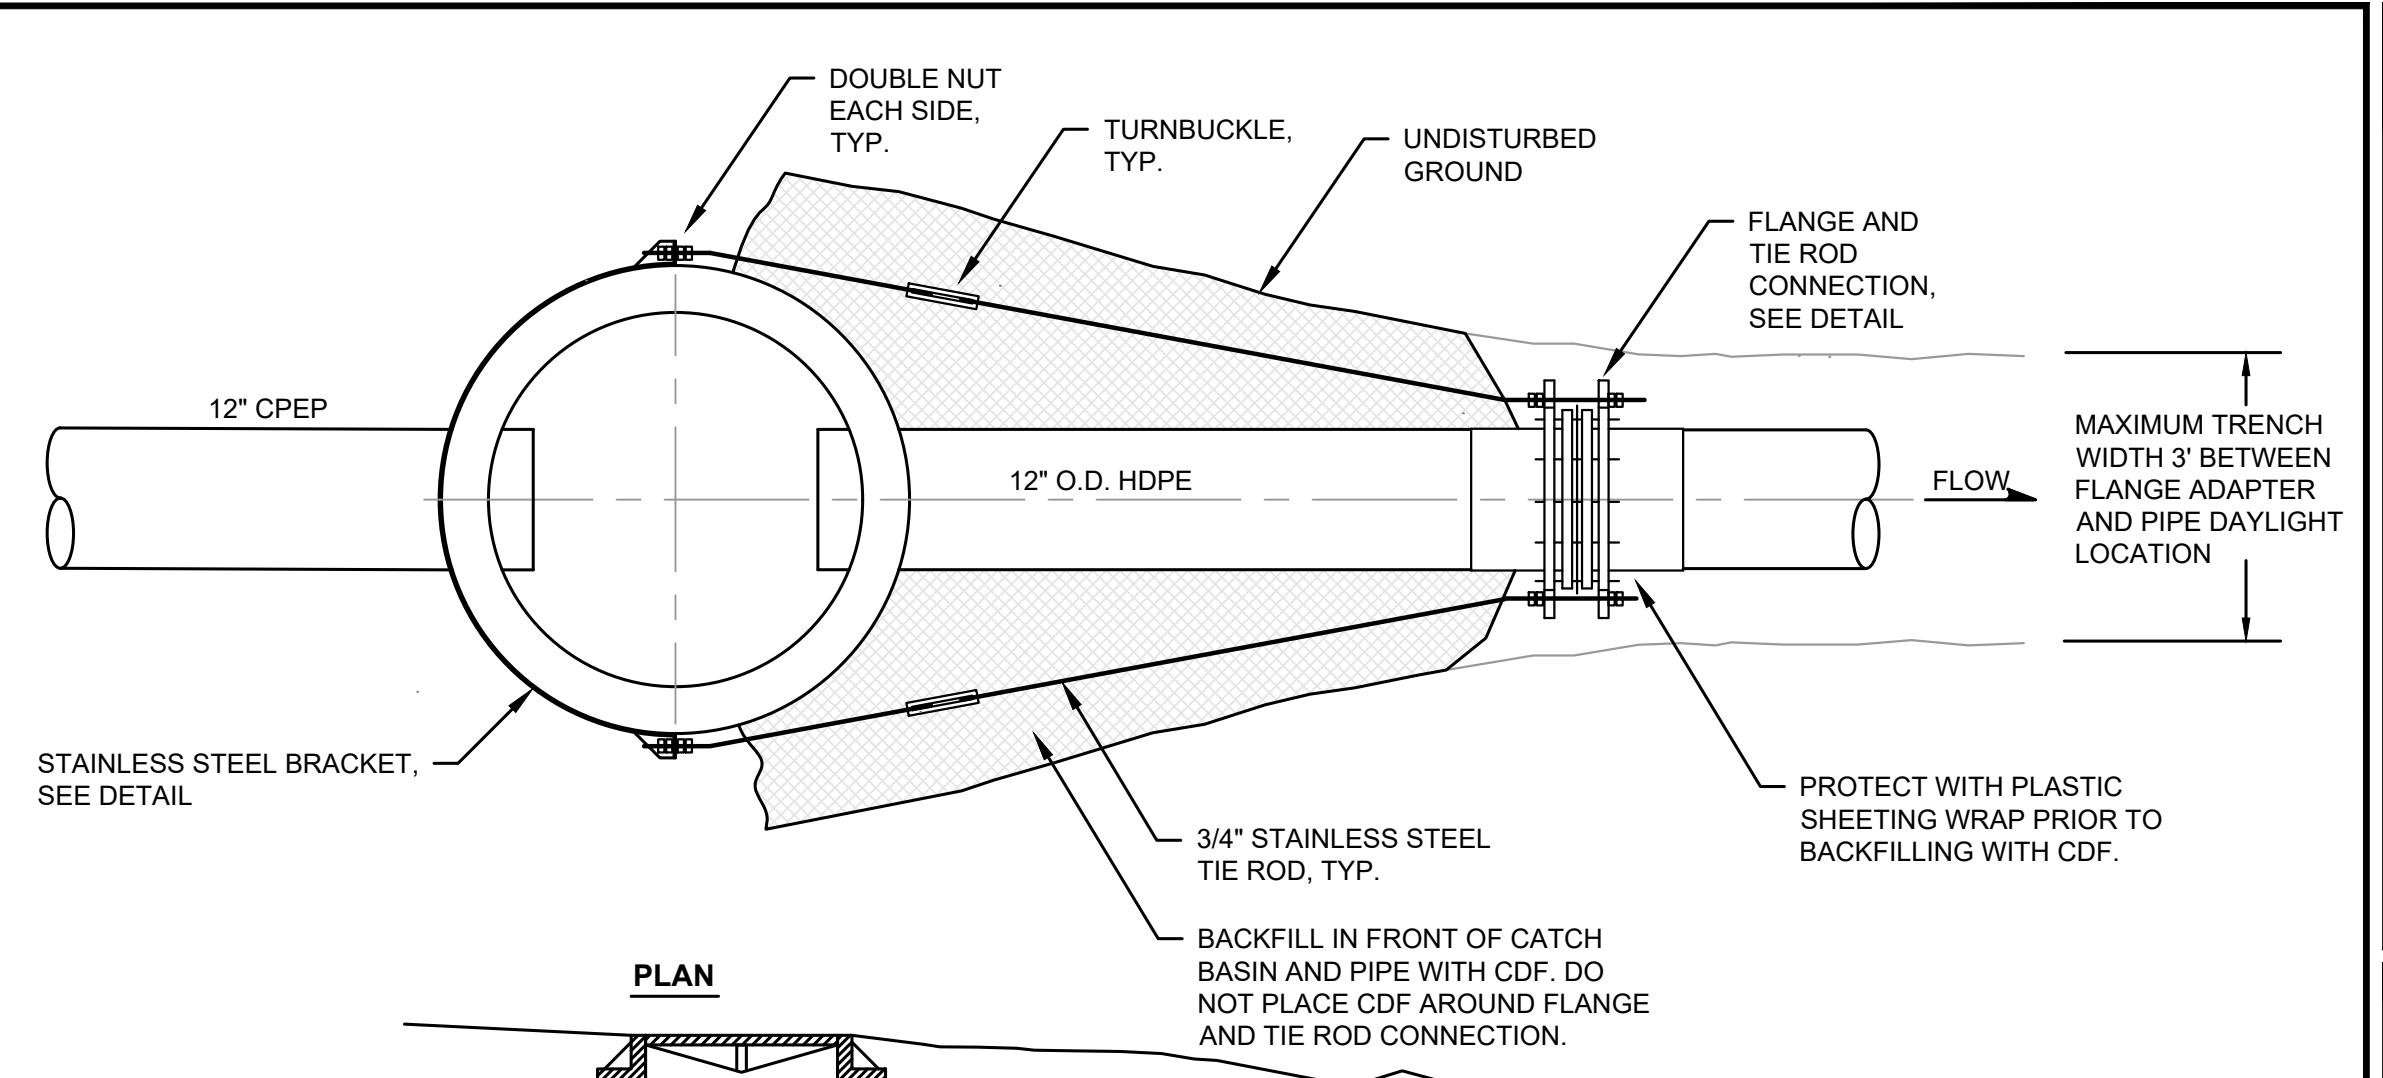 DOUBLE NUT
EACH SIDE,
TYP.
TURNBUCKLE,
TYP.
UNDISTURBED
GROUND
FLANGE AND
TIE ROD
CONNECTION,
SEE DETAIL
12" CPEP
12" O.D. HDPE
FLOW
MAXIMUM TRENCH
WIDTH 3' BETWEEN
FLANGE ADAPTER
AND PIPE DAYLIGHT
LOCATION
STAINLESS STEEL BRACKET,
SEE DETAIL
PROTECT WITH PLASTIC
SHEETING WRAP PRIOR TO
BACKFILLING WITH CDF.
3/4" STAINLESS STEEL
TIE ROD, TYP.
BACKFILL IN FRONT OF CATCH
BASIN AND PIPE WITH CDF. DO
NOT PLACE CDF AROUND FLANGE
AND TIE ROD CONNECTION.
PLAN